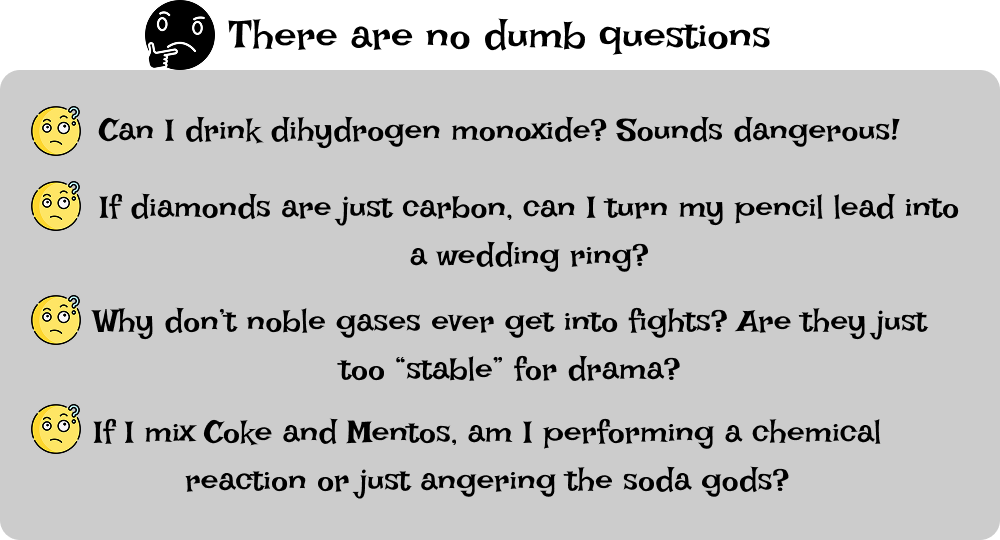 There are no dumb questions
Can I drink dihydrogen monoxide? Sounds dangerous!
If diamonds are just carbon, can I turn my pencil lead into
a wedding ring?
Why don’t noble gases ever get into fights? Are they just
too “stable” for drama?
If I mix Coke and Mentos, am I performing a chemical
reaction or just angering the soda gods?